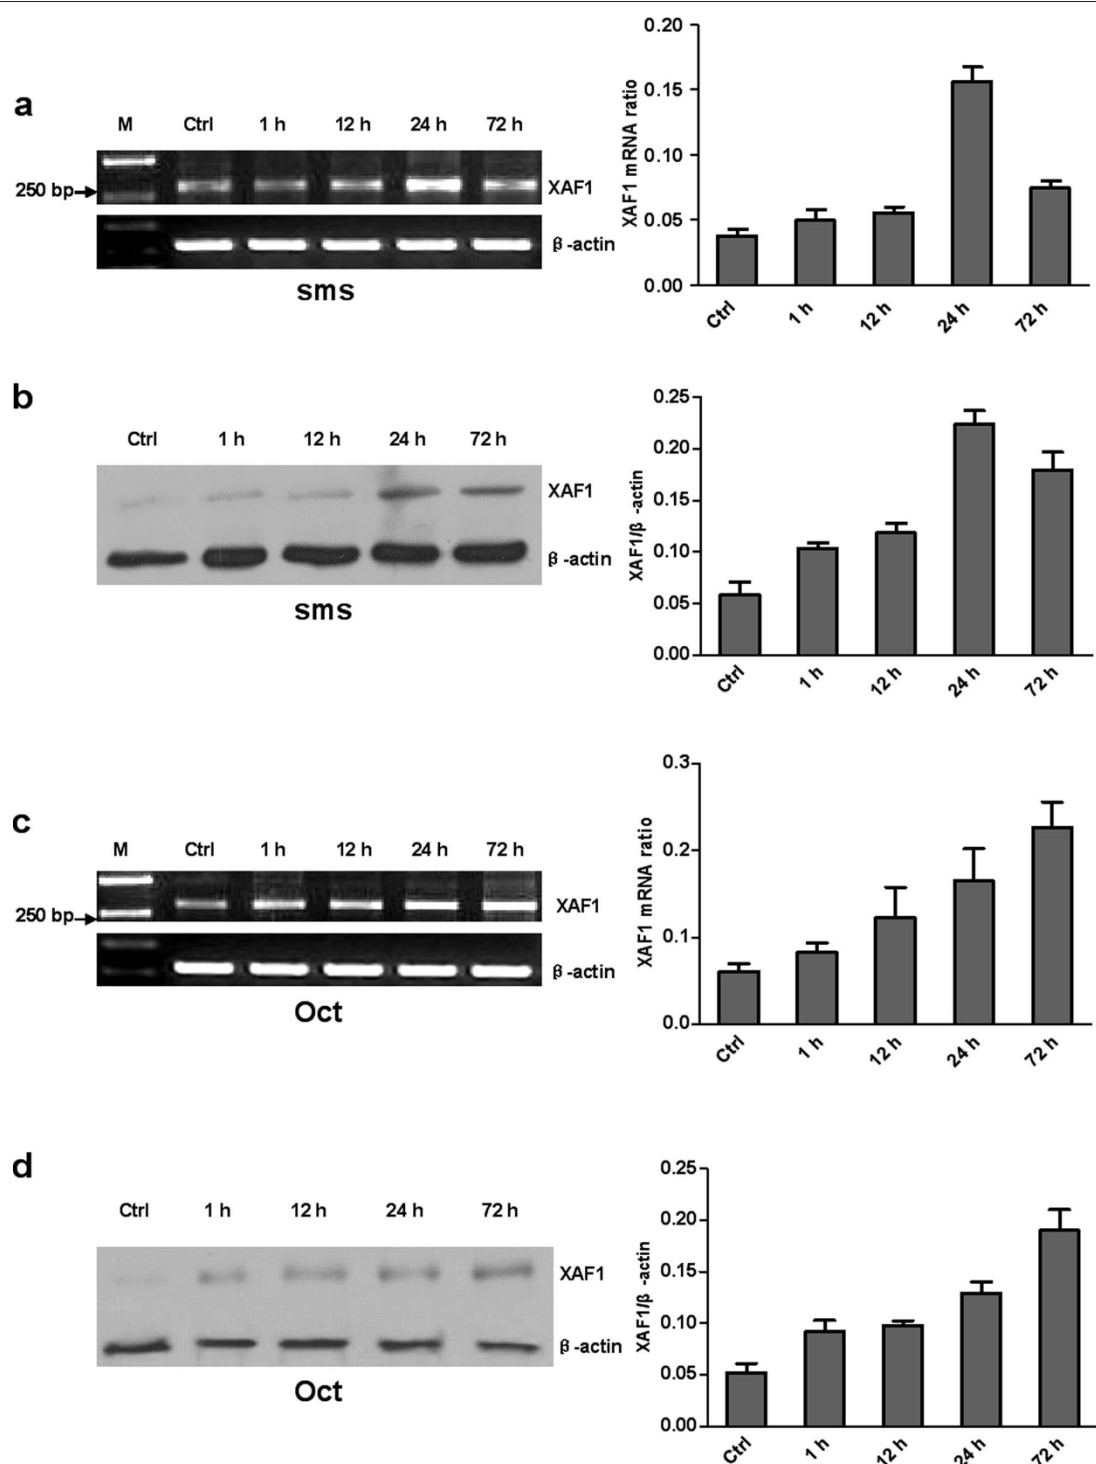 a
M Ctrl 1 h 12 h 24 h 72 h
250 bp
XAF1
β-actin
sms
XAF1 mRNA ratio
0.20
0.15
0.10
0.05
0.00
Ctrl 1 h 12 h 24 h 72 h
b
Ctrl 1 h 12 h 24 h 72 h
XAF1
β-actin
sms
XAF1/β -actin
0.25
0.20
0.15
0.10
0.05
0.00
Ctrl 1 h 12 h 24 h 72 h
c
M Ctrl 1 h 12 h 24 h 72 h
250 bp
XAF1
β-actin
Oct
XAF1 mRNA ratio
0.3
0.2
0.1
0.0
Ctrl 1 h 12 h 24 h 72 h
d
Ctrl 1 h 12 h 24 h 72 h
XAF1
β-actin
Oct
XAF1/β -actin
0.25
0.20
0.15
0.10
0.05
0.00
Ctrl 1 h 12 h 24 h 72 h